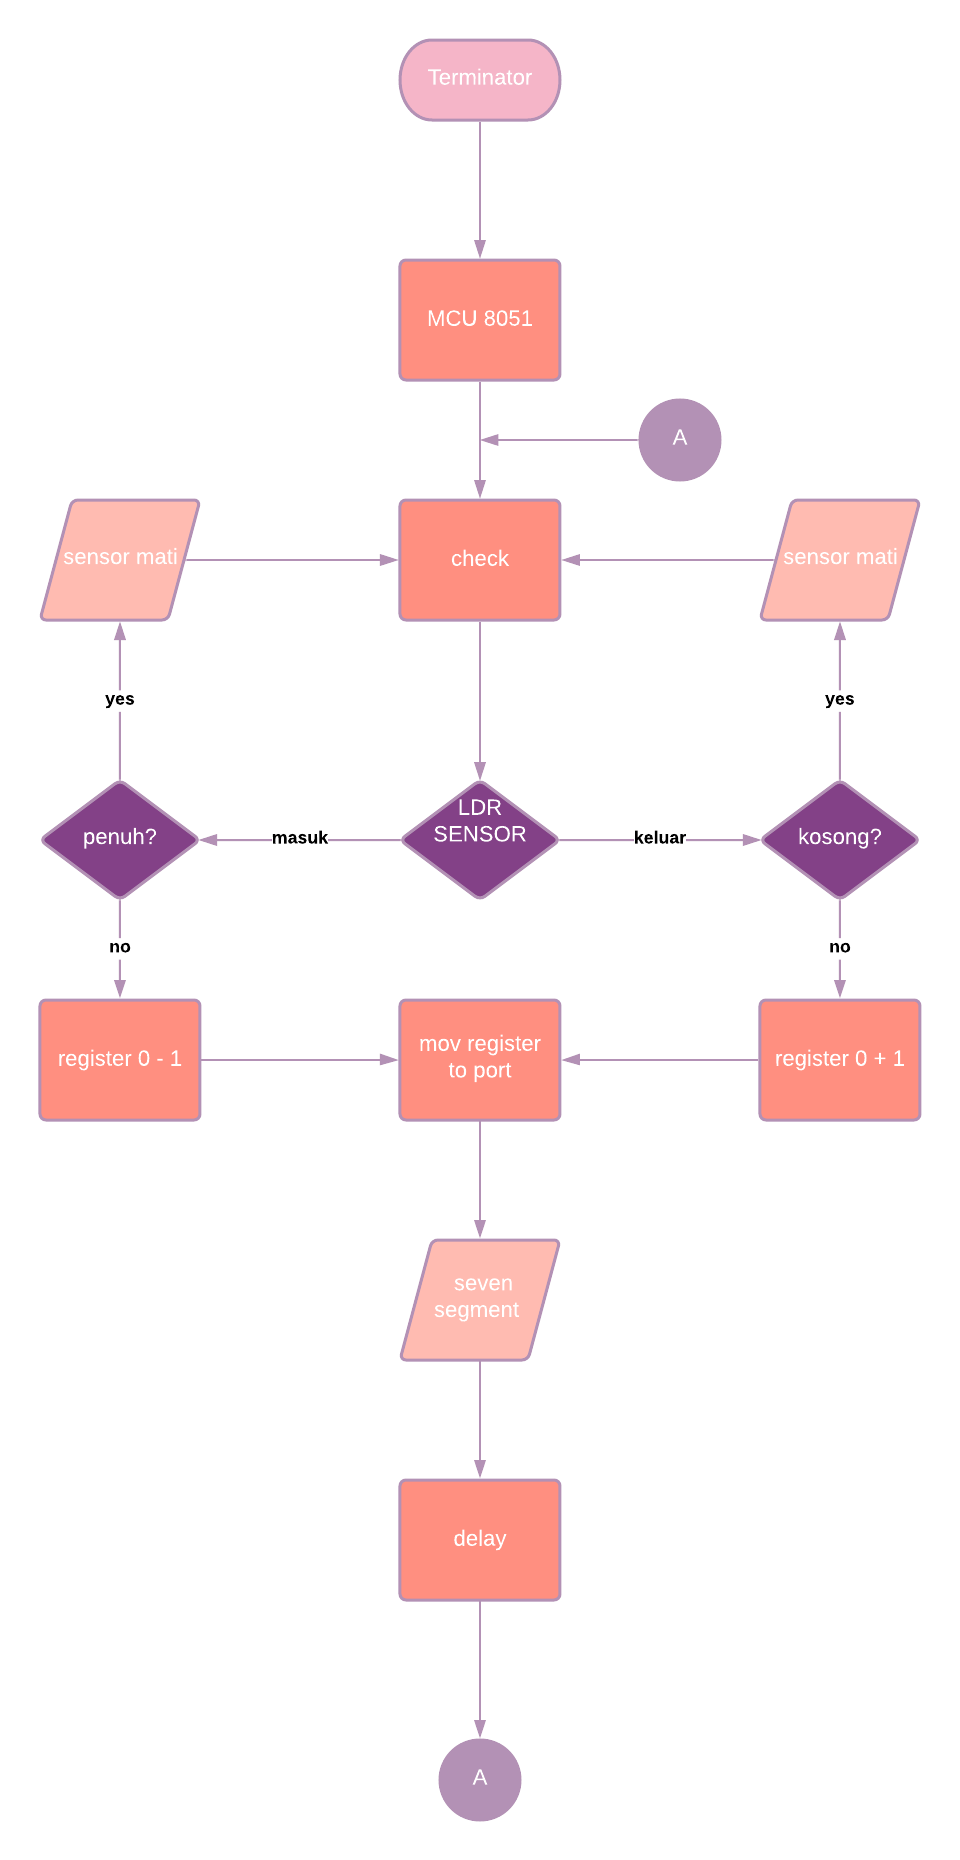 Terminator
MCU 8051
A
sensor mati
check
sensor mati
yes
yes
penuh?
masuk
LDR
SENSOR
keluar
kosong?
no
no
register 0 - 1
mov register
to port
register 0 + 1
seven
segment
delay
A